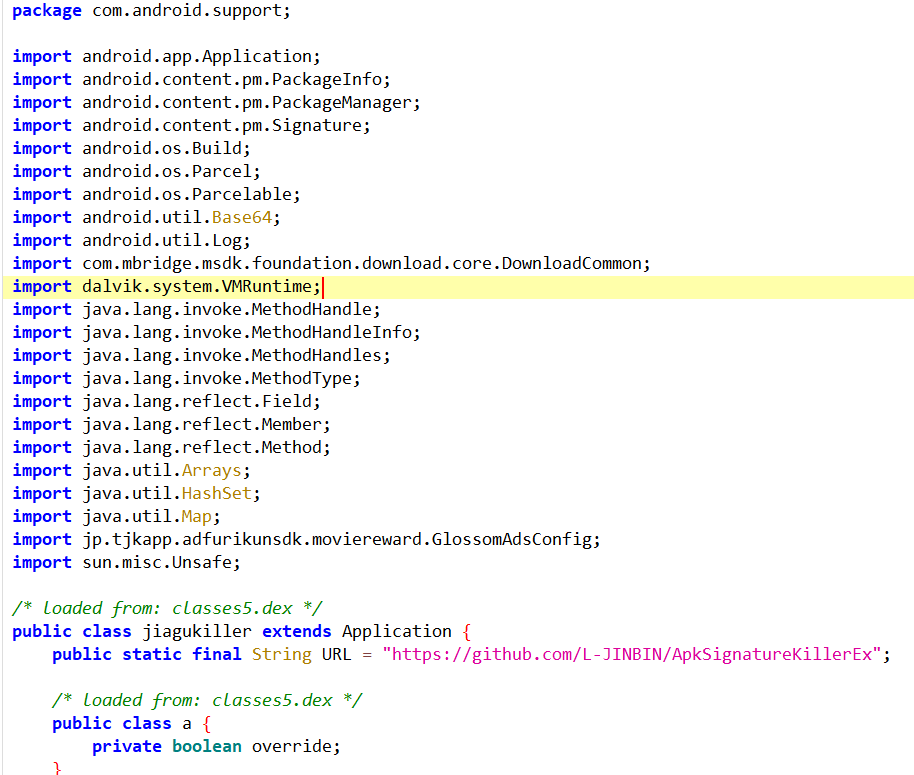 package com.android.support;
import android.app.Application;
import android.content.pm.PackageInfo;
import android.content.pm.PackageManager;
import android.content.pm.Signature;
import android.os.Build;
import android.os.Parcel;
import android.os.Parcelable;
import android.util.Base64;
import android.util.Log;
import com.mbridge.msdk.foundation.download.core.DownloadCommon;
import dalvik.system.VMRuntime;
import java.lang.invoke.MethodHandle;
import java.lang.invoke.MethodHandleInfo;
import java.lang.invoke.MethodHandles;
import java.lang.invoke.MethodType;
import java.lang.reflect.Field;
import java.lang.reflect.Member;
import java.lang.reflect.Method;
import java.util.Arrays;
import java.util.HashSet;
import java.util.Map;
import jp.tjkapp.adfurikunsdk.moviereward.GlossomAdsConfig;
import sun.misc.Unsafe;
/* loaded from: classes5.dex */
public class jiagukiller extends Application {
    public static final String URL = "https://github.com/L-JINBIN/ApkSignatureKillerEx";
    /* loaded from: classes5.dex */
    public class a {
        private boolean override;
    }